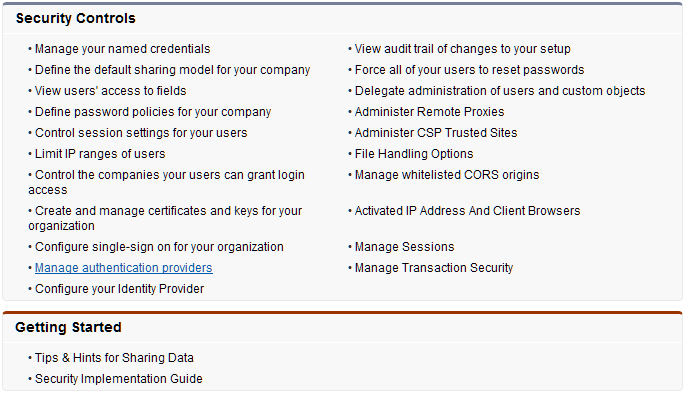 Security Controls
• Manage your named credentials
• Define the default sharing model for your company
• View users' access to fields
• Define password policies for your company
• Control session settings for your users
• Limit IP ranges of users
• Control the companies your users can grant login
access
• Create and manage certificates and keys for your
organization
• Configure single-sign on for your organization
• Manage authentication providers
• Configure your Identity Provider
• View audit trail of changes to your setup
• Force all of your users to reset passwords
• Delegate administration of users and custom objects
• Administer Remote Proxies
• Administer CSP Trusted Sites
• File Handling Options
• Manage whitelisted CORS origins
• Activated IP Address And Client Browsers
• Manage Sessions
• Manage Transaction Security
Getting Started
• Tips & Hints for Sharing Data
• Security Implementation Guide